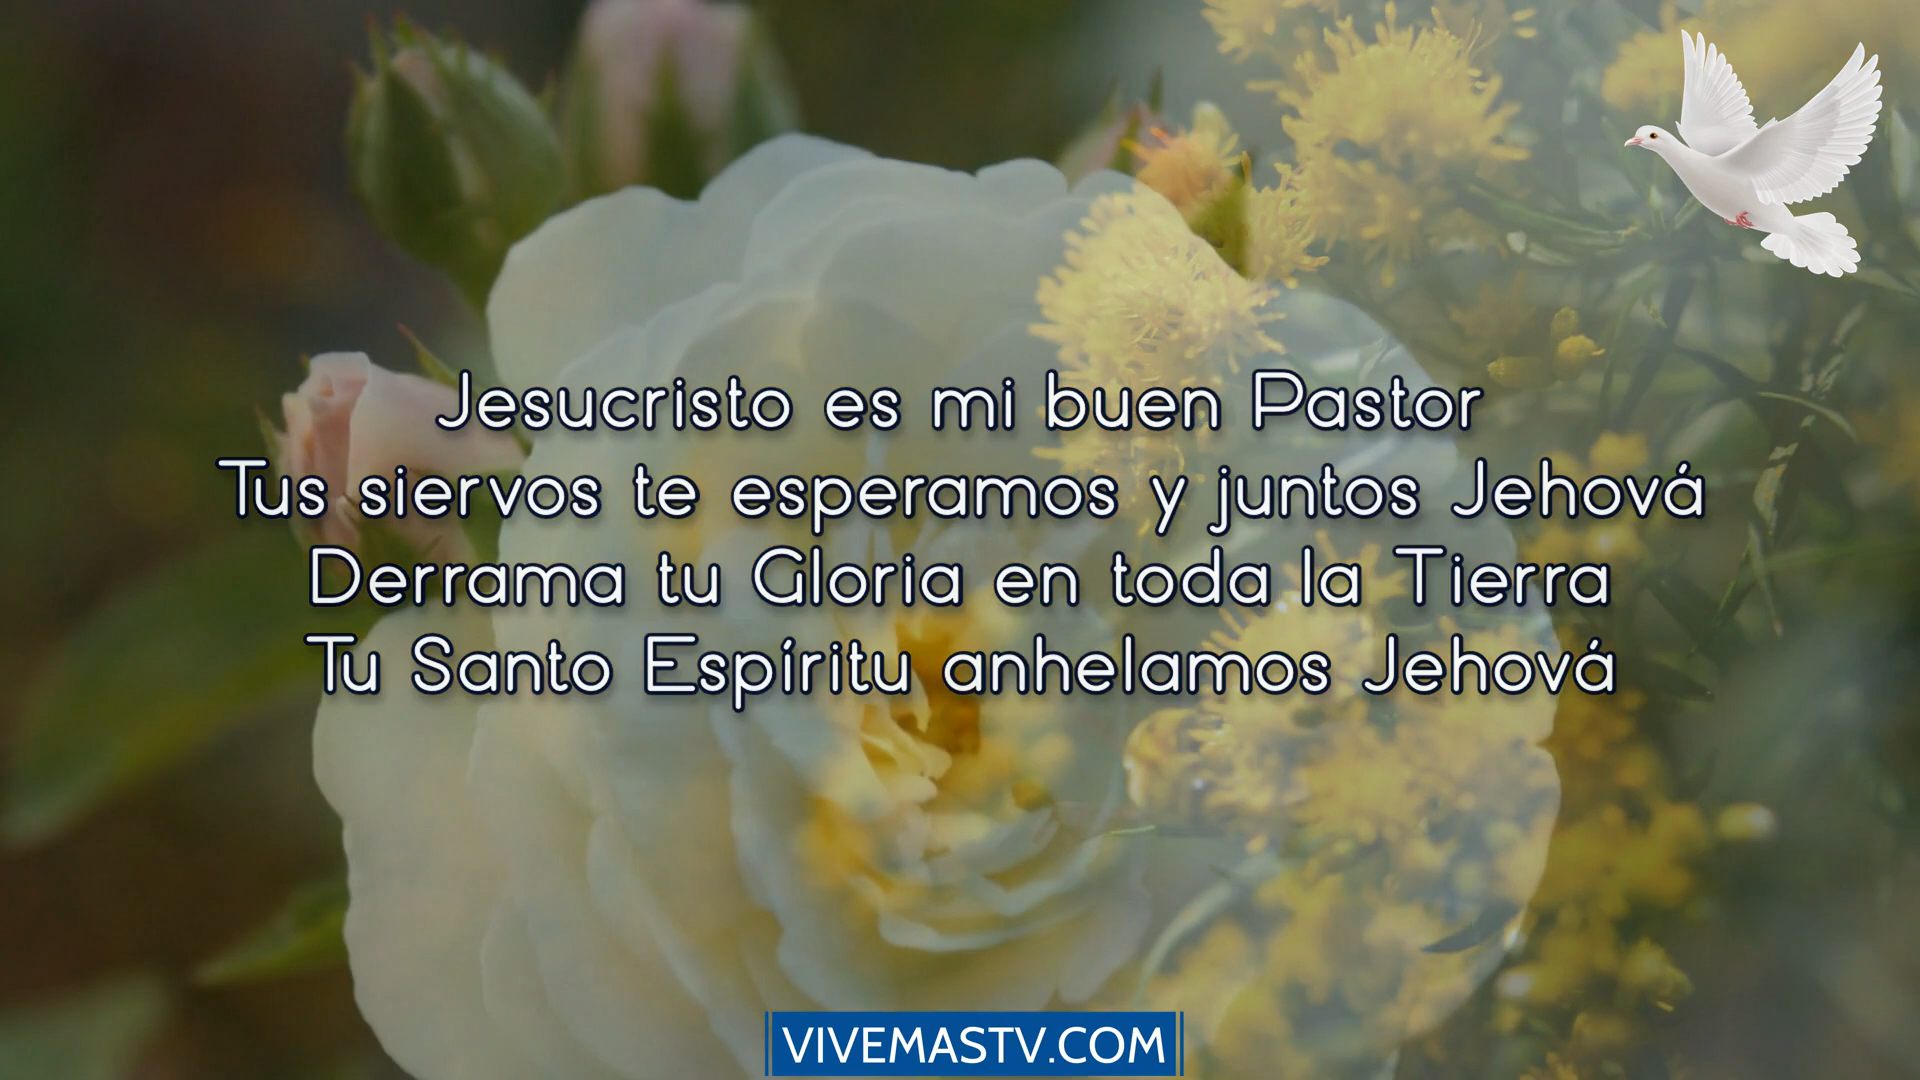 Jesucristo es mi buen Pastor
Tus siervos te esperamos y juntos Jehová
Derrama tu Gloria en toda la Tierra
Tu Santo Espíritu anhelamos Jehová
VIVEMASTV.COM